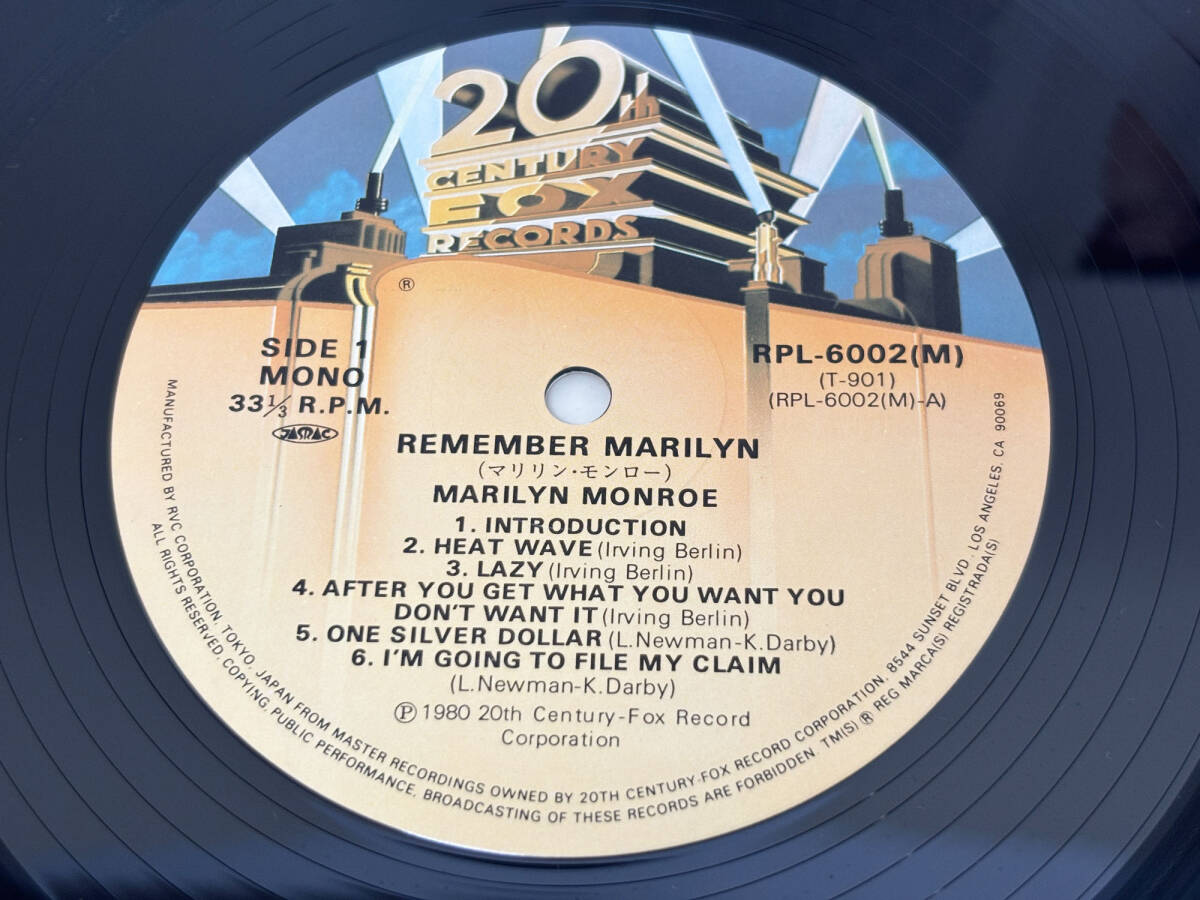 20th
CENTURY
FOX
RECORDS
®
SIDE 1
MONO
33 1/3 R.P.M.
JASRAC
RPL-6002(M)
(T-901)
(RPL-6002(M)-A)
REMEMBER MARILYN
(マリリン・モンロー)
MARILYN MONROE
1. INTRODUCTION
2. HEAT WAVE (Irving Berlin)
3. LAZY (Irving Berlin)
4. AFTER YOU GET WHAT YOU WANT YOU
DON'T WANT IT (Irving Berlin)
5. ONE SILVER DOLLAR (L.Newman-K.Darby)
6. I'M GOING TO FILE MY CLAIM
(L.Newman-K.Darby)
Ⓟ 1980 20th Century-Fox Record
Corporation
MANUFACTURED BY RVC CORPORATION, TOKYO, JAPAN FROM MASTER RECORDINGS OWNED BY 20TH CENTURY-FOX RECORD CORPORATION, 8544 SUNSET BLVD., LOS ANGELES, CA 90069
ALL RIGHTS RESERVED, COPYING, PUBLIC PERFORMANCE, BROADCASTING OF THESE RECORDS ARE FORBIDDEN. TM(S) ® REG MARCA(S) REGISTRADA(S)